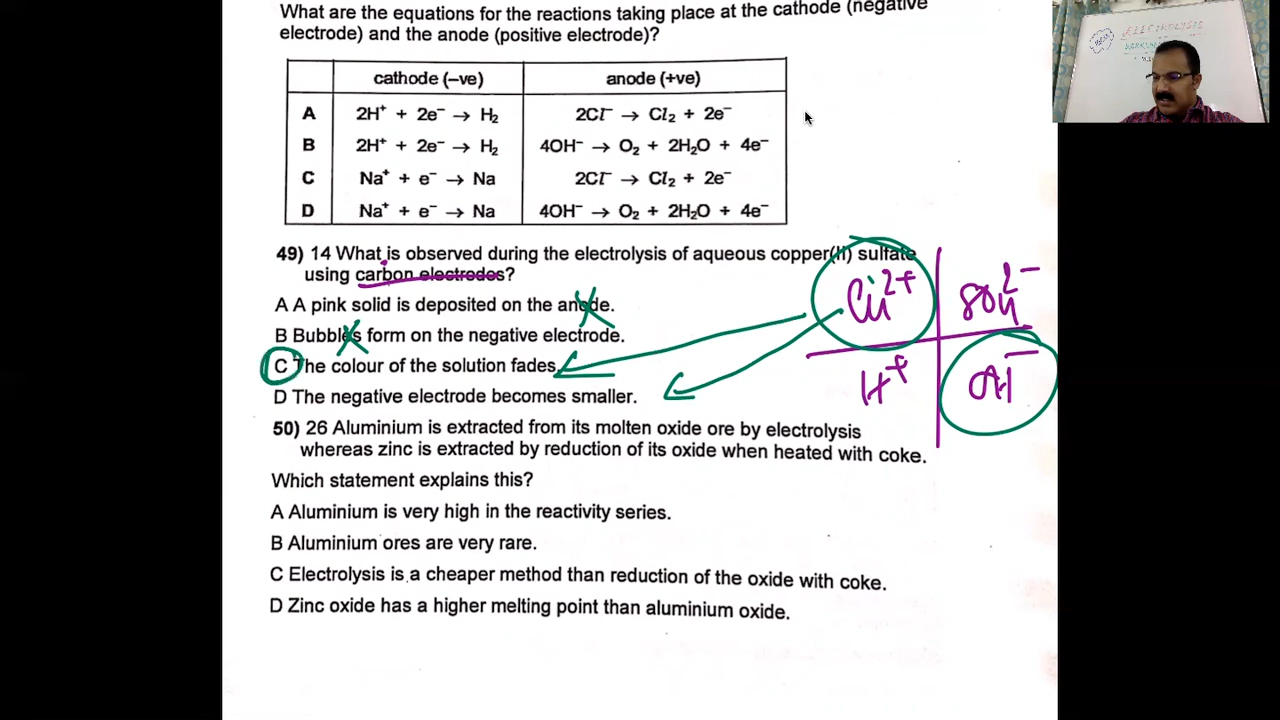 What are the equations for the reactions taking place at the cathode (negative
electrode) and the anode (positive electrode)?
cathode (–ve) anode (+ve)
A 2H⁺ + 2e⁻ → H₂ 2Cl⁻ → Cl₂ + 2e⁻
B 2H⁺ + 2e⁻ → H₂ 4OH⁻ → O₂ + 2H₂O + 4e⁻
C Na⁺ + e⁻ → Na 2Cl⁻ → Cl₂ + 2e⁻
D Na⁺ + e⁻ → Na 4OH⁻ → O₂ + 2H₂O + 4e⁻
49) 14 What is observed during the electrolysis of aqueous copper(II) sulfate
using carbon electrodes?
A A pink solid is deposited on the anode.
B Bubbles form on the negative electrode.
C The colour of the solution fades.
D The negative electrode becomes smaller.
Cu²⁺ SO₄²⁻
H⁺ OH⁻
50) 26 Aluminium is extracted from its molten oxide ore by electrolysis
whereas zinc is extracted by reduction of its oxide when heated with coke.
Which statement explains this?
A Aluminium is very high in the reactivity series.
B Aluminium ores are very rare.
C Electrolysis is a cheaper method than reduction of the oxide with coke.
D Zinc oxide has a higher melting point than aluminium oxide.
ELECTROLYSIS